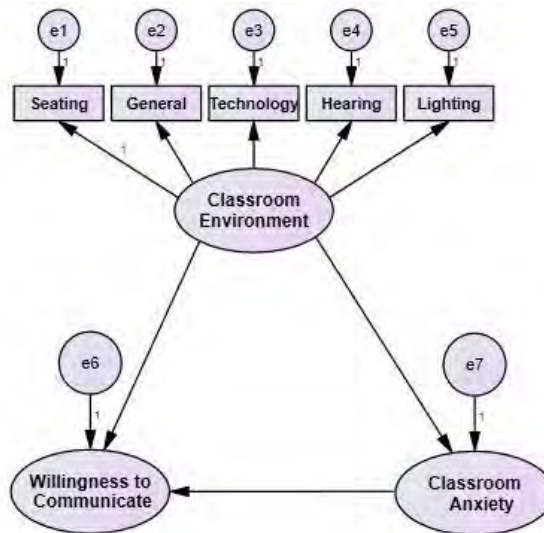 e1 e2 e3 e4 e5
1 1 1 1 1
Seating General Technology Hearing Lighting
1
Classroom
Environment
e6 e7
1 1
Willingness to
Communicate
Classroom
Anxiety